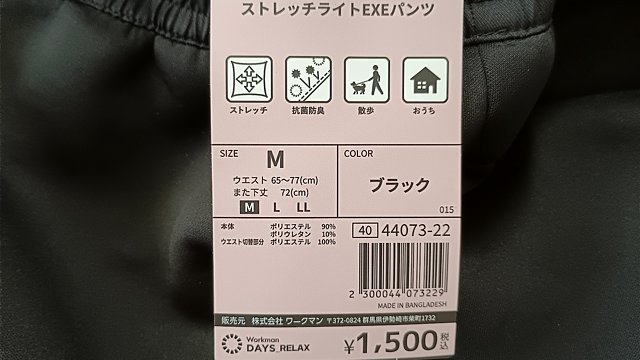 ストレッチライトEXEパンツ
ストレッチ 抗菌防臭 散歩 おうち
SIZE M
ウエスト 65〜77(cm)
また下丈 72(cm)
M L LL
COLOR
ブラック
015
本体 ポリエステル 90%
ポリウレタン 10%
ウエスト切替部分 ポリエステル 100%
40 44073-22
2 300044 073229
MADE IN BANGLADESH
販売元 株式会社 ワークマン 〒372-0824 群馬県伊勢崎市柴町1732
Workman
DAYS_RELAX
¥1,500税込